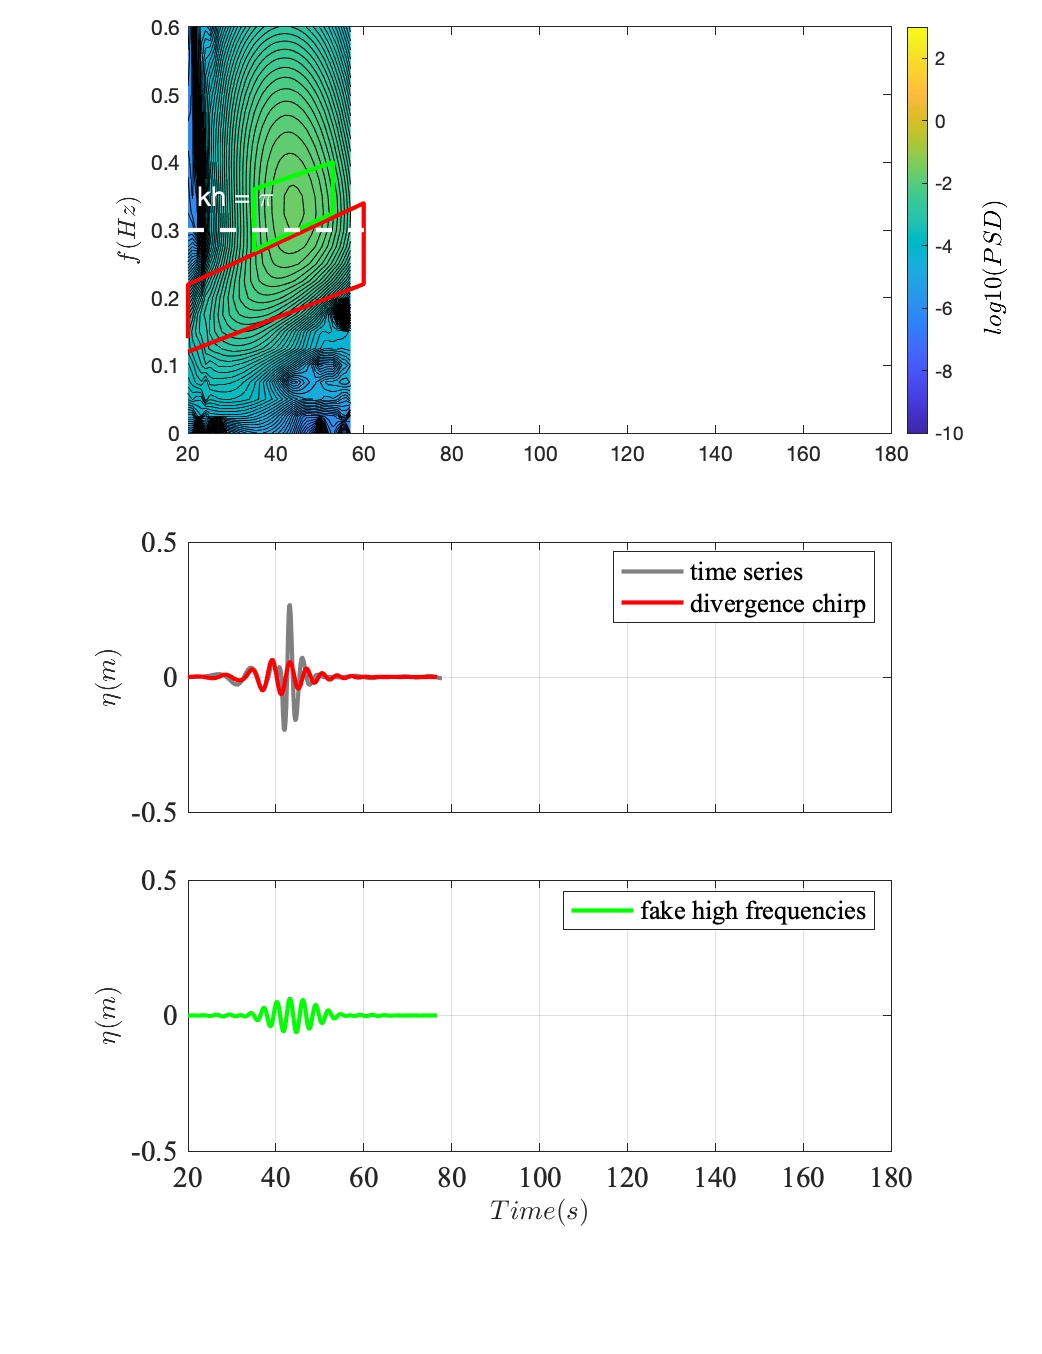 0.6
0.5
0.4
0.3
0.2
0.1
0
f(Hz)
kh = π
20 40 60 80 100 120 140 160 180
2
0
-2
-4
-6
-8
-10
log10(PSD)
0.5
0
-0.5
η(m)
time series
divergence chirp
0.5
0
-0.5
η(m)
fake high frequencies
20 40 60 80 100 120 140 160 180
Time(s)